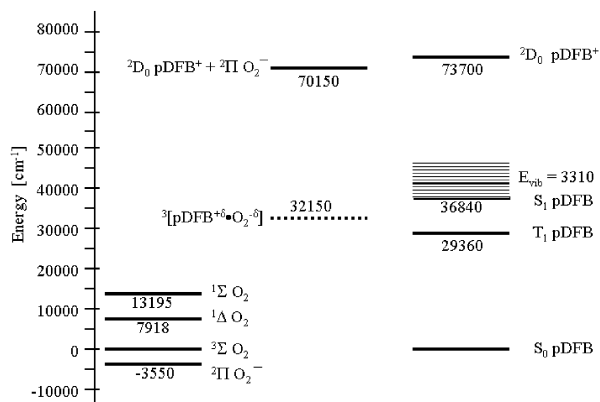 80000
70000
60000
50000
40000
30000
20000
10000
0
-10000
Energy [cm⁻¹]
²D₀ pDFB⁺ + ²Π O₂⁻
70150
73700
²D₀ pDFB⁺
E_vib = 3310
S₁ pDFB
36840
³[pDFB⁺ᵟ•O₂⁻ᵟ]
32150
T₁ pDFB
29360
¹Σ O₂
13195
¹Δ O₂
7918
³Σ O₂
S₀ pDFB
-3550
²Π O₂⁻